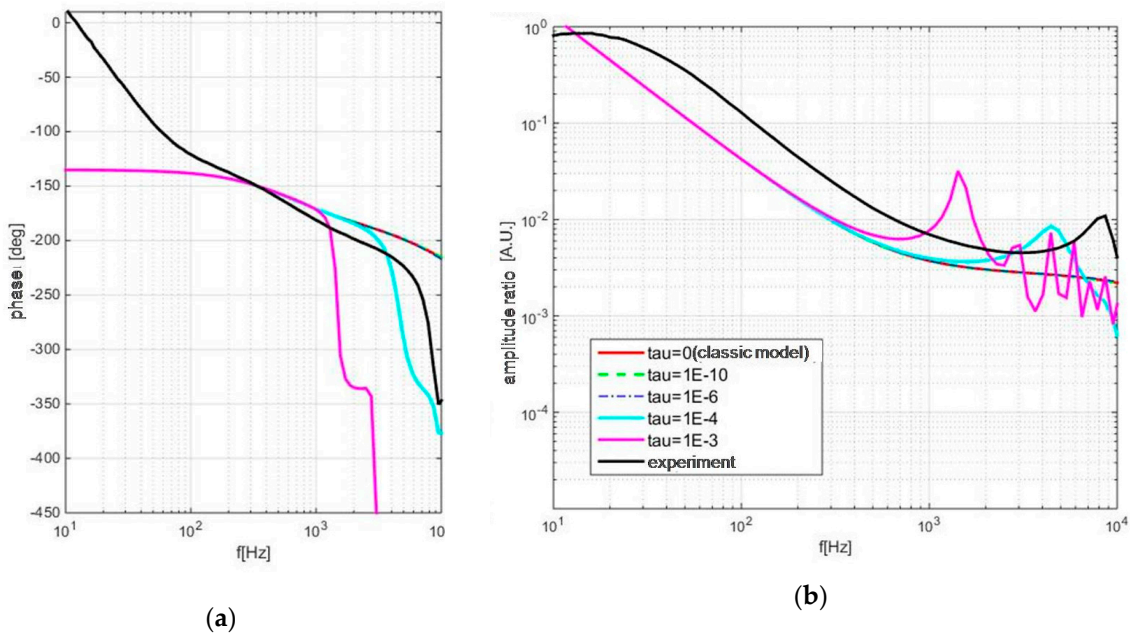 0
-50
-100
-150
-200
-250
-300
-350
-400
-450
phase [deg]
10^1
10^2
10^3
10
f[Hz]
(a)
10^0
10^-1
10^-2
10^-3
10^-4
amplitude ratio [A.U.]
tau=0(classic model)
tau=1E-10
tau=1E-6
tau=1E-4
tau=1E-3
experiment
10^1
10^2
10^3
10^4
f[Hz]
(b)